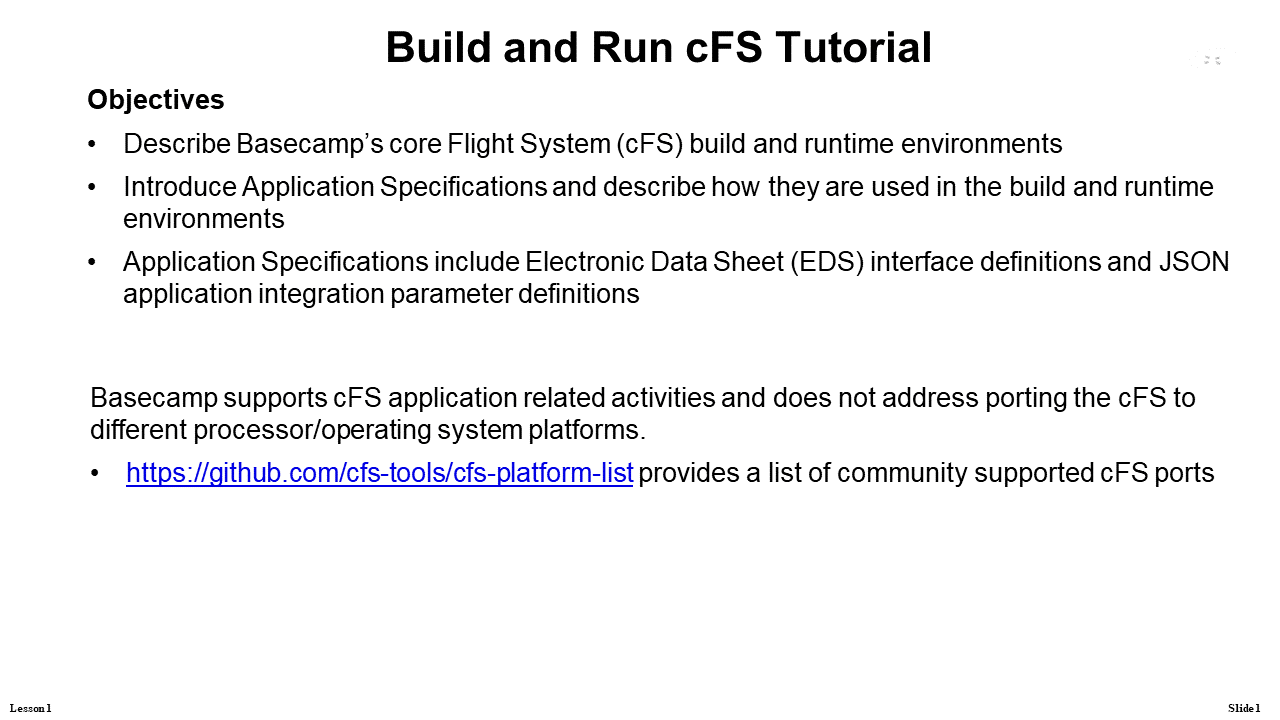 Build and Run cFS Tutorial
Objectives
• Describe Basecamp’s core Flight System (cFS) build and runtime environments
• Introduce Application Specifications and describe how they are used in the build and runtime
environments
• Application Specifications include Electronic Data Sheet (EDS) interface definitions and JSON
application integration parameter definitions
Basecamp supports cFS application related activities and does not address porting the cFS to
different processor/operating system platforms.
• https://github.com/cfs-tools/cfs-platform-list provides a list of community supported cFS ports
Lesson 1
Slide 1